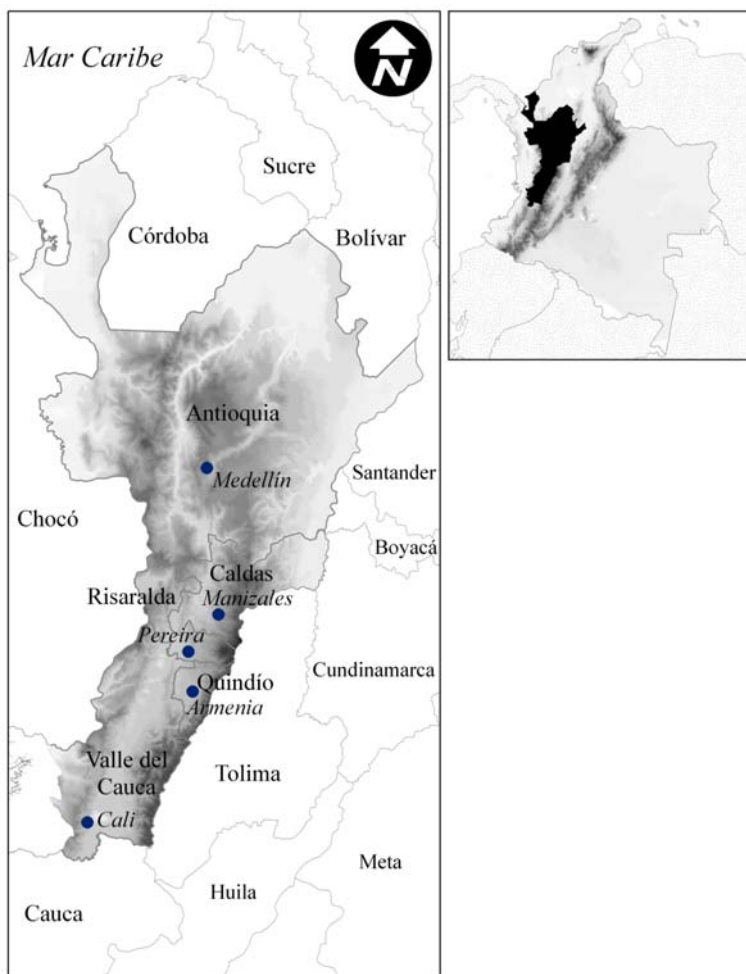 Mar Caribe
N
Sucre
Córdoba
Bolívar
Antioquia
Medellín
Santander
Chocó
Boyacá
Caldas
Risaralda
Manizales
Pereira
Cundinamarca
Quindío
Armenia
Valle del
Cauca
Tolima
Cali
Meta
Huila
Cauca